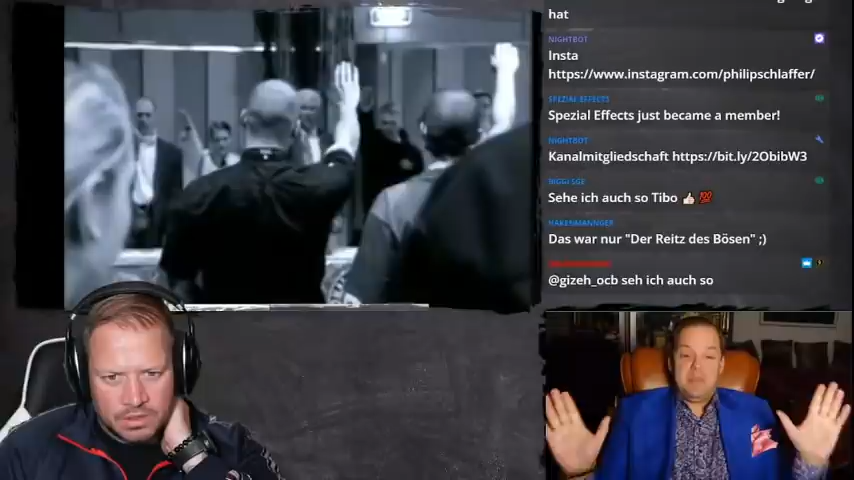 hat
NIGHTBOT
Insta
https://www.instagram.com/philipschlaffer/
SPEZIAL EFFECTS
Spezial Effects just became a member!
NIGHTBOT
Kanalmitgliedschaft https://bit.ly/2ObibW3
BIGGI SGE
Sehe ich auch so Tibo 👍🏻 💯
Das war nur "Der Reitz des Bösen" ;)
@gizeh_ocb seh ich auch so